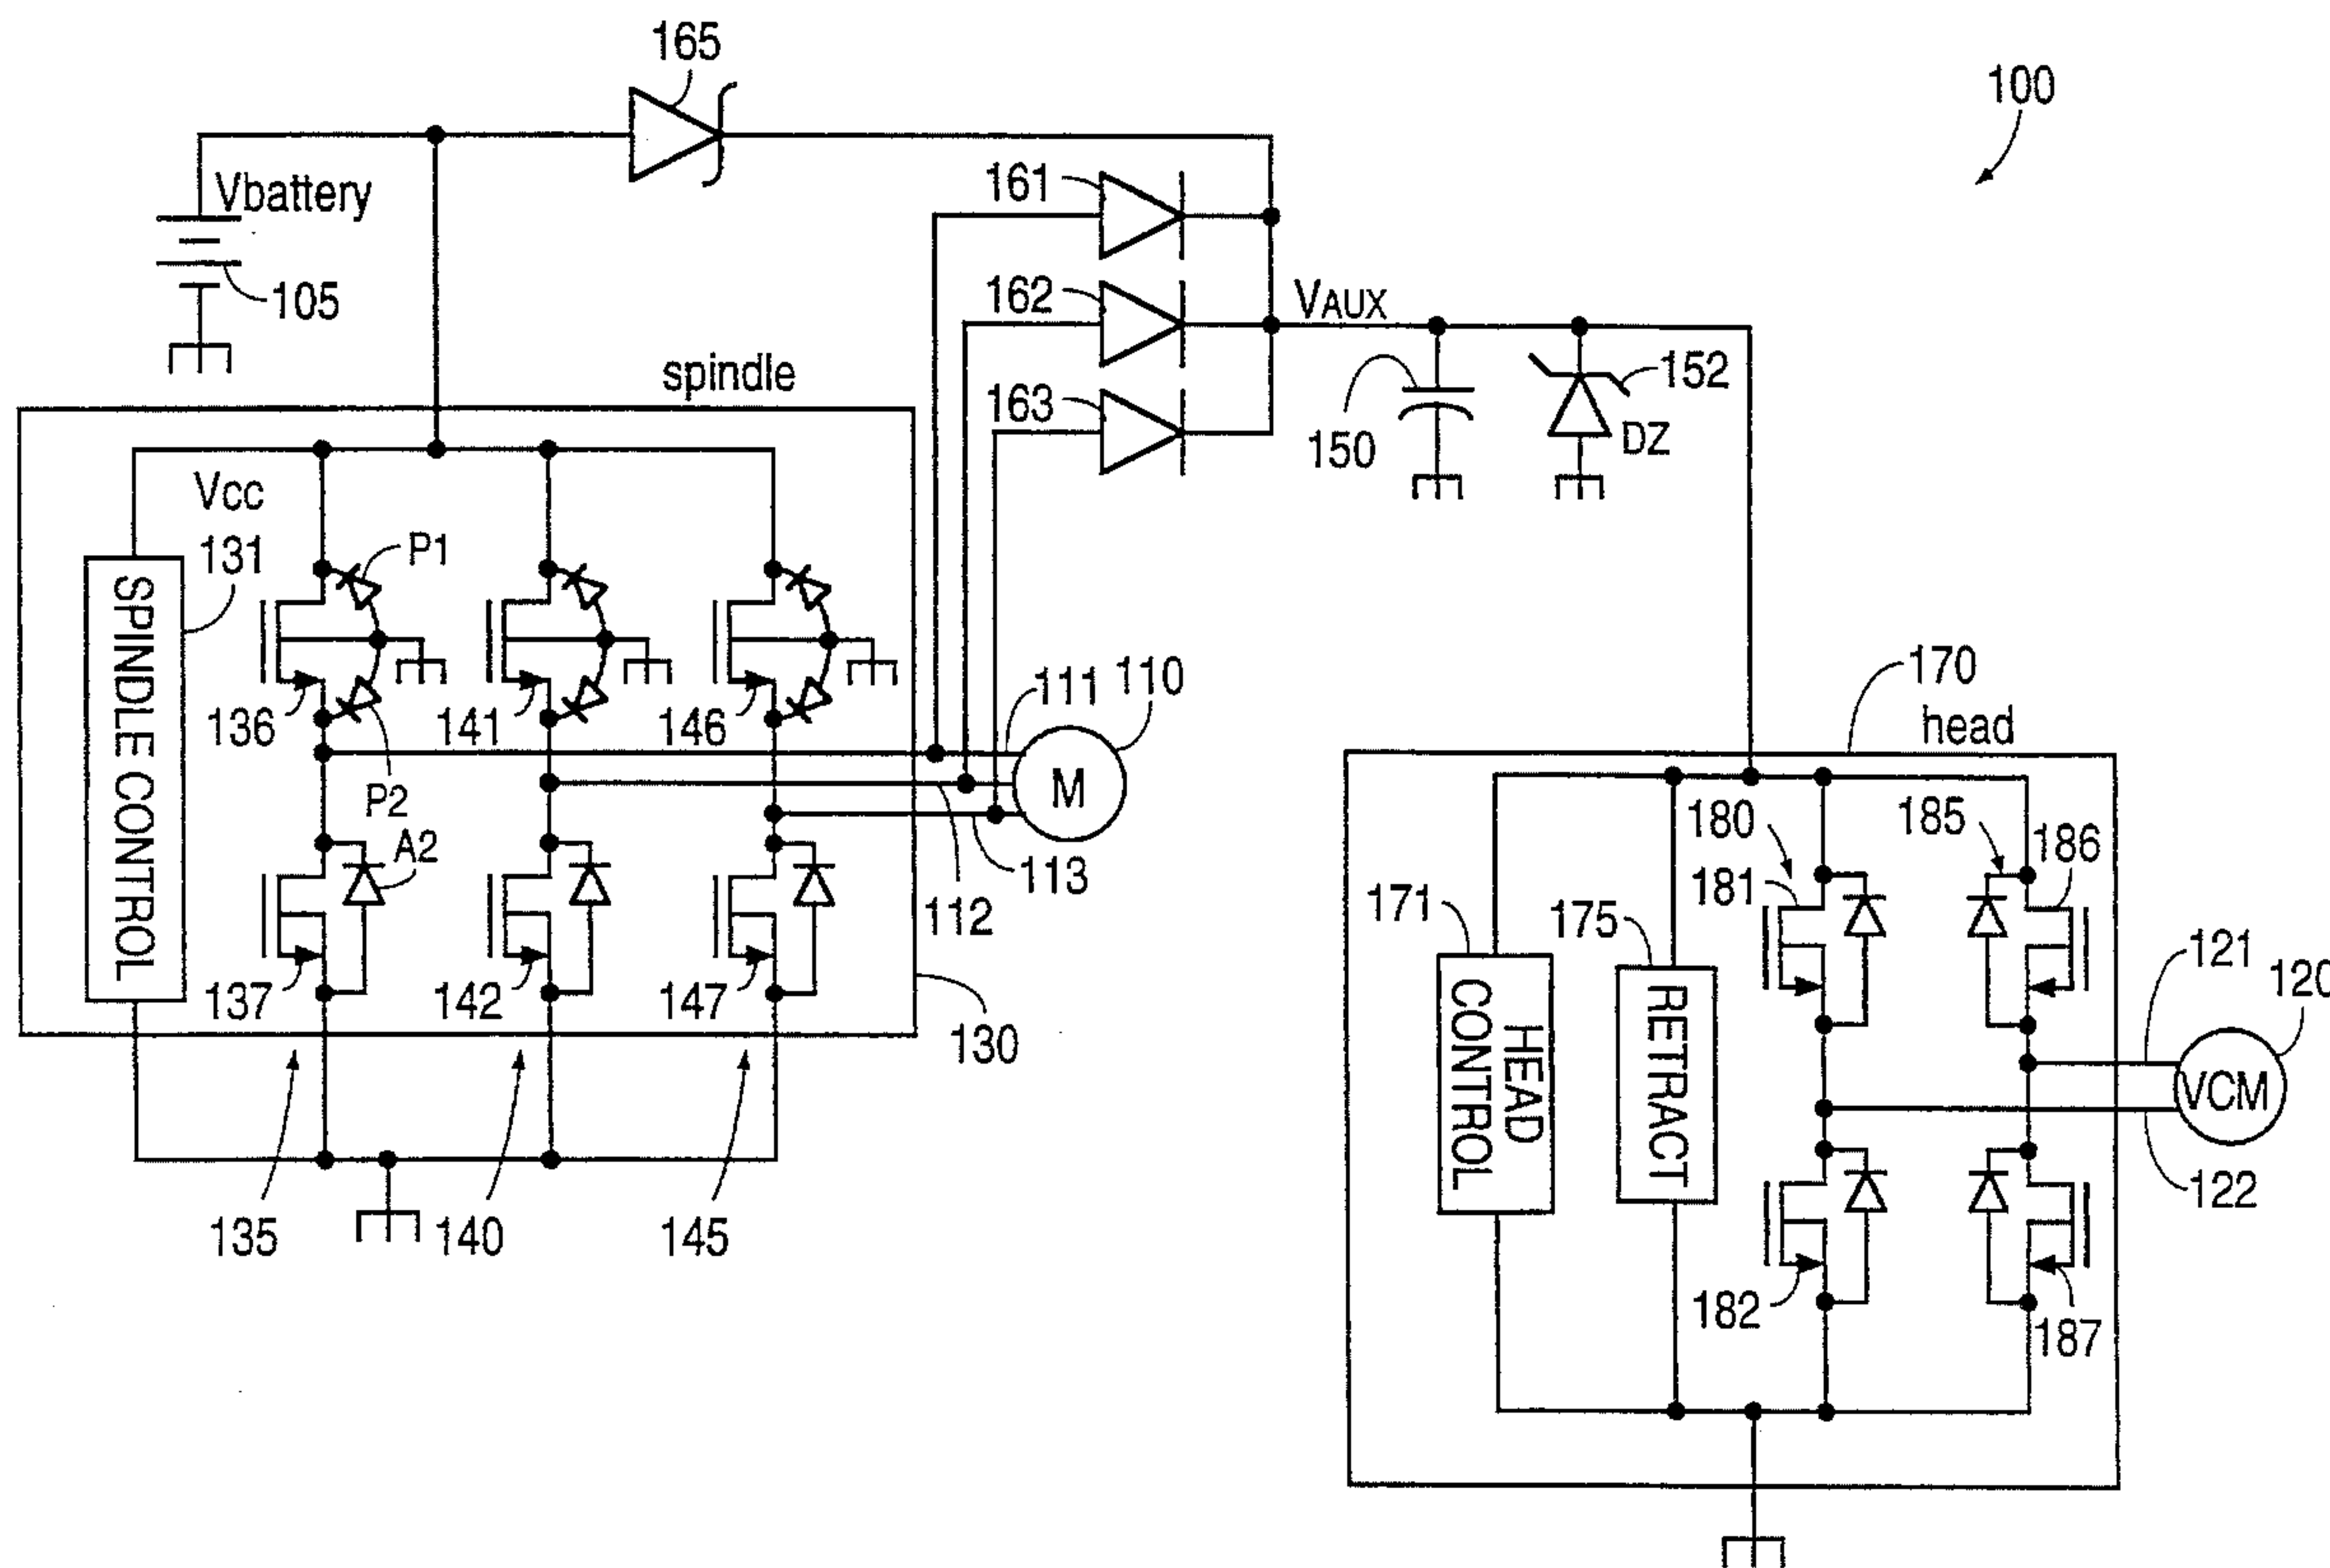 165
100
Vbattery
161
105
162
VAUX
spindle
163
152
150
DZ
Vcc
131
P1
SPINDLE CONTROL
136
141
146
111
110
170
head
M
P2
A2
113
112
180
185
186
181
171
175
121
120
137
142
147
130
HEAD CONTROL
RETRACT
VCM
122
135
140
145
182
187